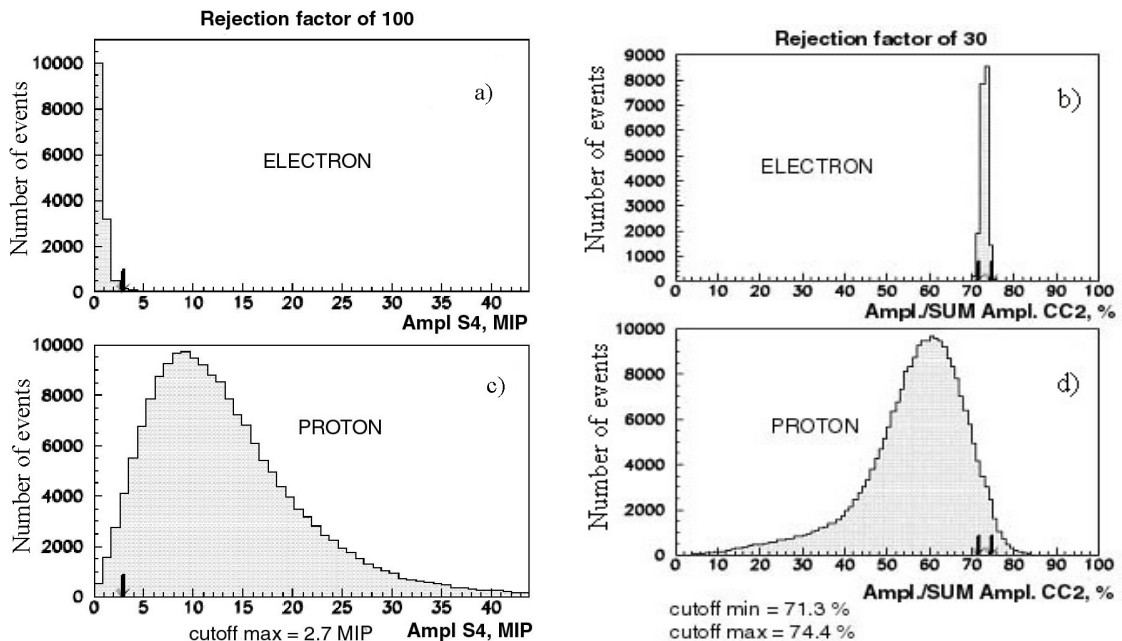 Rejection factor of 100
Number of events
10000
8000
6000
4000
2000
0
a)
ELECTRON
0 5 10 15 20 25 30 35 40
Ampl S4, MIP
Rejection factor of 30
Number of events
9000
8000
7000
6000
5000
4000
3000
2000
1000
0
b)
ELECTRON
0 10 20 30 40 50 60 70 80 90 100
Ampl./SUM Ampl. CC2, %
Number of events
10000
8000
6000
4000
2000
0
c)
PROTON
0 5 10 15 20 25 30 35 40
cutoff max = 2.7 MIP
Ampl S4, MIP
Number of events
10000
8000
6000
4000
2000
0
d)
PROTON
0 10 20 30 40 50 60 70 80 90 100
Ampl./SUM Ampl. CC2, %
cutoff min = 71.3 %
cutoff max = 74.4 %